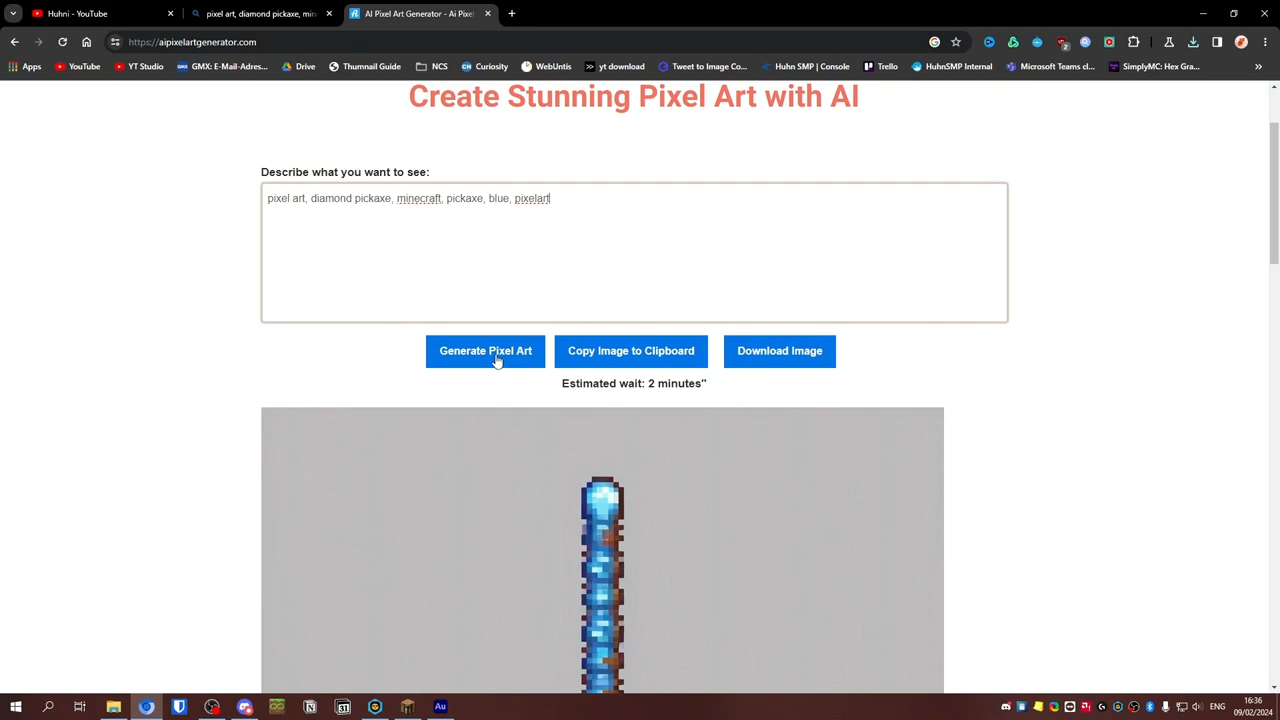 Huhni - YouTube
pixel art, diamond pickaxe, min
AI Pixel Art Generator - Ai Pixel
https://aipixelartgenerator.com
Apps
YouTube
YT Studio
GMX: E-Mail-Adres...
Drive
Thumnail Guide
NCS
Curiosity
WebUntis
yt download
Tweet to Image Co...
Huhn SMP | Console
Trello
HuhnSMP Internal
Microsoft Teams cl...
SimplyMC: Hex Gra...
Create Stunning Pixel Art with AI
Describe what you want to see:
pixel art, diamond pickaxe, minecraft, pickaxe, blue, pixelart
Generate Pixel Art
Copy Image to Clipboard
Download Image
Estimated wait: 2 minutes"
Au
ENG
16:36
09/02/2024